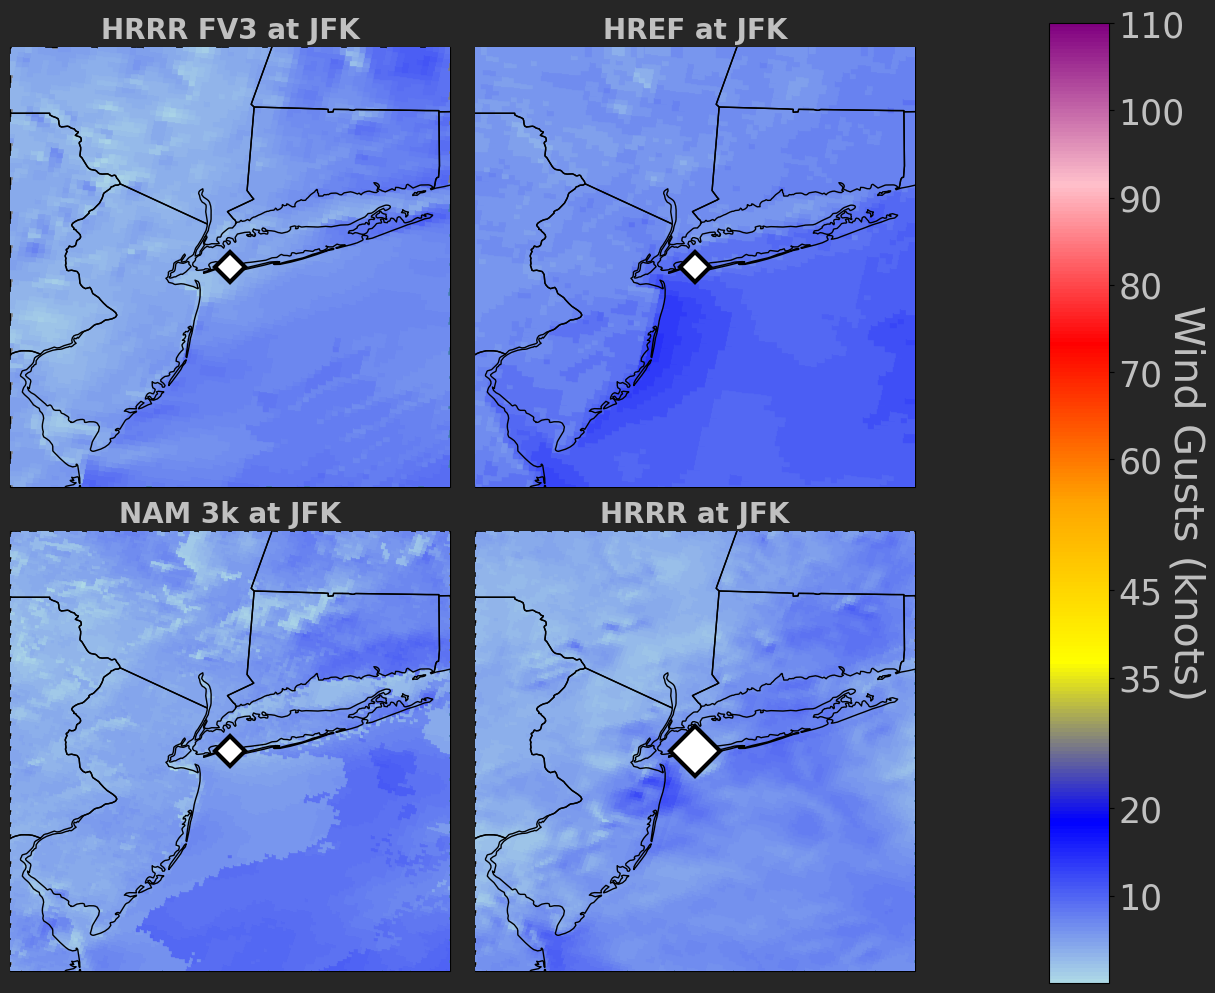 HRRR FV3 at JFK
HREF at JFK
NAM 3k at JFK
HRRR at JFK
110
100
90
80
70
60
45
35
20
10
Wind Gusts (knots)